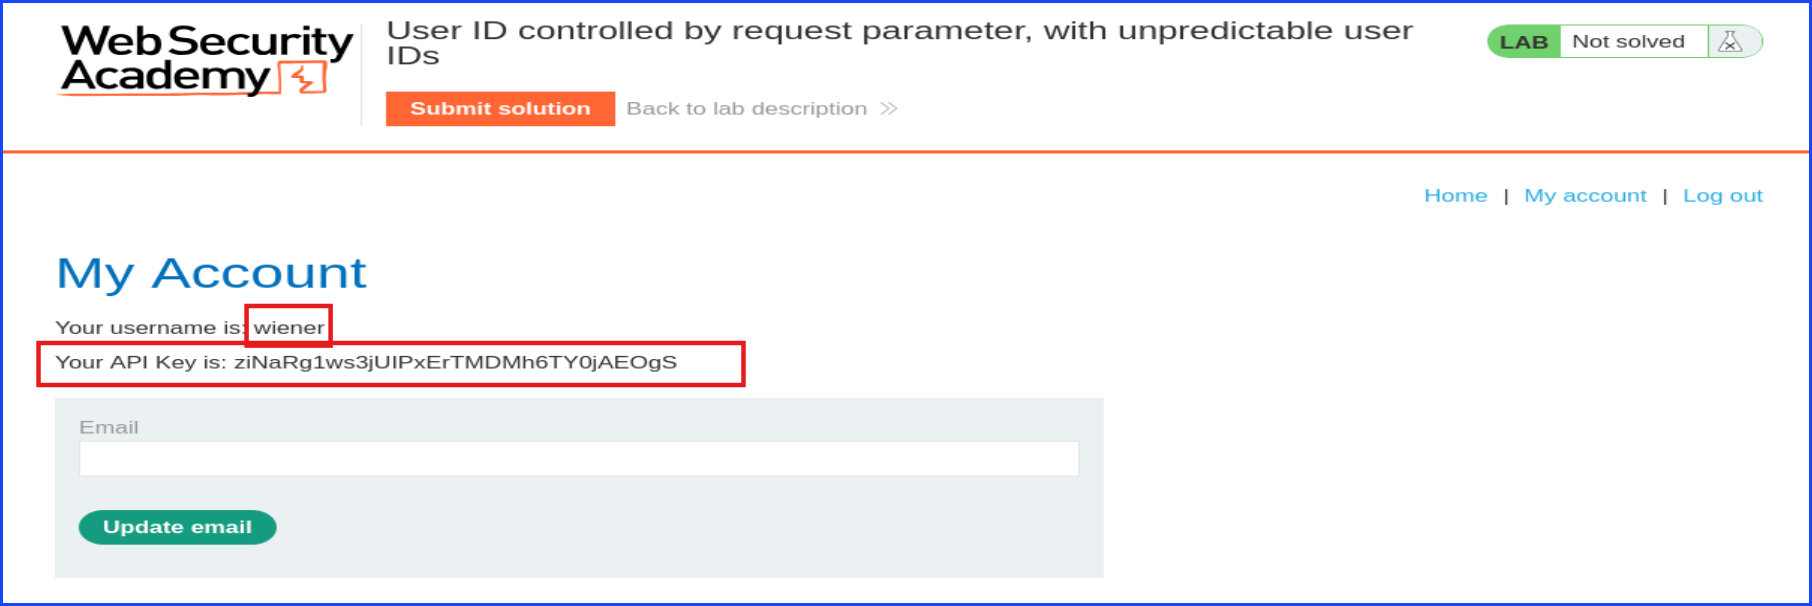 Web Security
Academy
User ID controlled by request parameter, with unpredictable user
IDs
LAB Not solved
Submit solution Back to lab description
Home | My account | Log out
My Account
Your username is: wiener
Your API Key is: ziNaRg1ws3jUIPxErTMDMh6TY0jAEOgS
Email
Update email